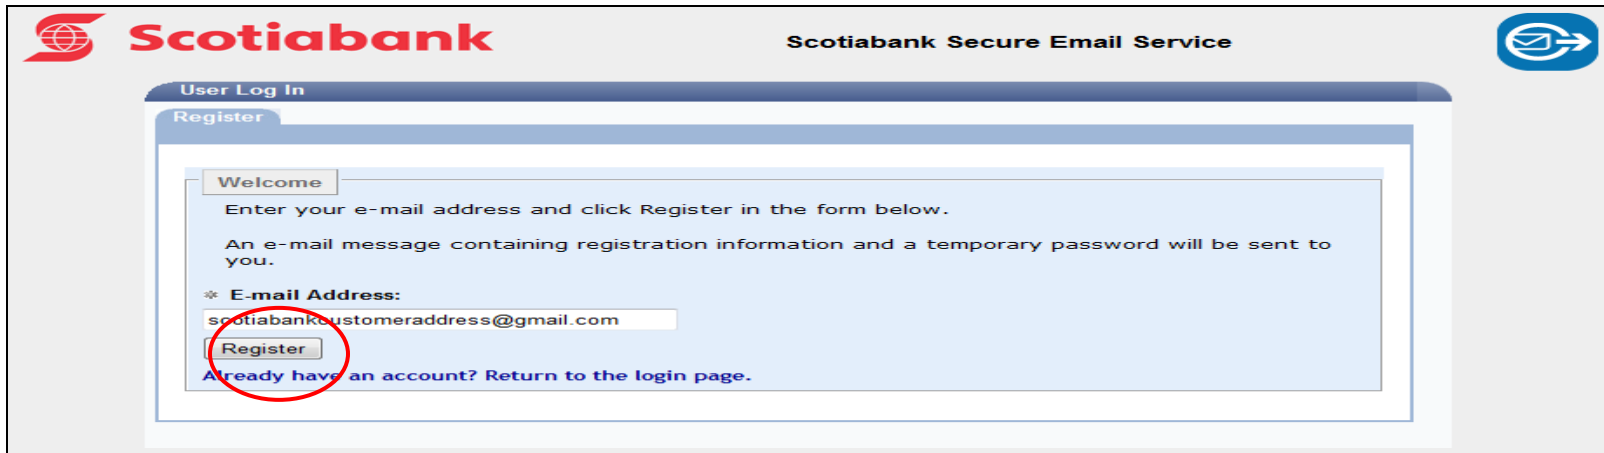 Scotiabank
Scotiabank Secure Email Service
User Log In
Register
Welcome
Enter your e-mail address and click Register in the form below.
An e-mail message containing registration information and a temporary password will be sent to
you.
* E-mail Address:
scotiabankcustomeraddress@gmail.com
Register
Already have an account? Return to the login page.